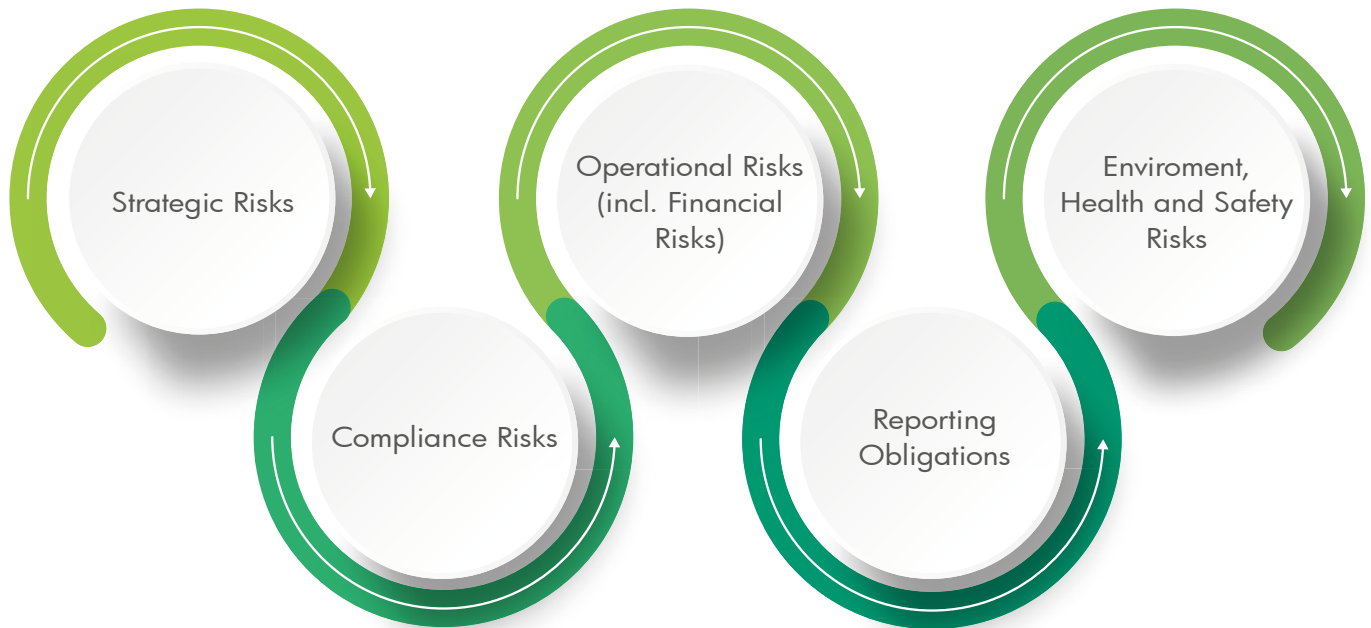 Strategic Risks
Compliance Risks
Operational Risks
(incl. Financial
Risks)
Reporting
Obligations
Enviroment,
Health and Safety
Risks